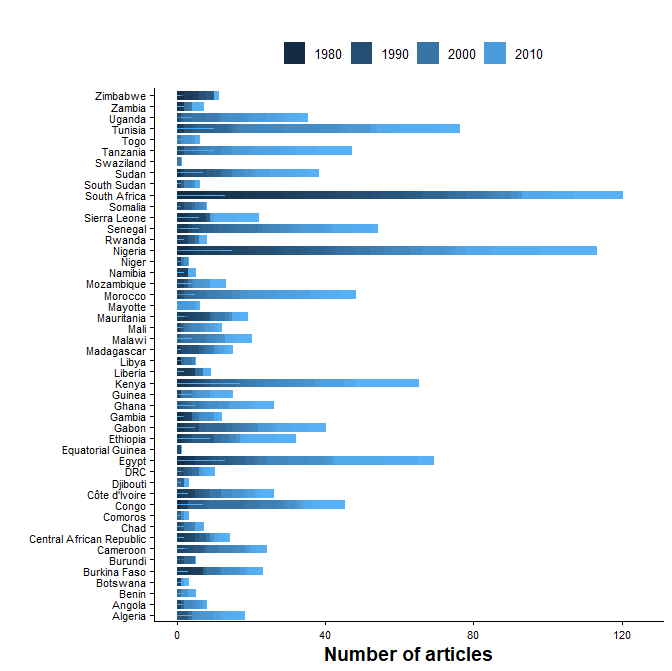 1980 1990 2000 2010
Zimbabwe
Zambia
Uganda
Tunisia
Togo
Tanzania
Swaziland
Sudan
South Sudan
South Africa
Somalia
Sierra Leone
Senegal
Rwanda
Nigeria
Niger
Namibia
Mozambique
Morocco
Mayotte
Mauritania
Mali
Malawi
Madagascar
Libya
Liberia
Kenya
Guinea
Ghana
Gambia
Gabon
Ethiopia
Equatorial Guinea
Egypt
DRC
Djibouti
Côte d'Ivoire
Congo
Comoros
Chad
Central African Republic
Cameroon
Burundi
Burkina Faso
Botswana
Benin
Angola
Algeria
0 40 80 120
Number of articles